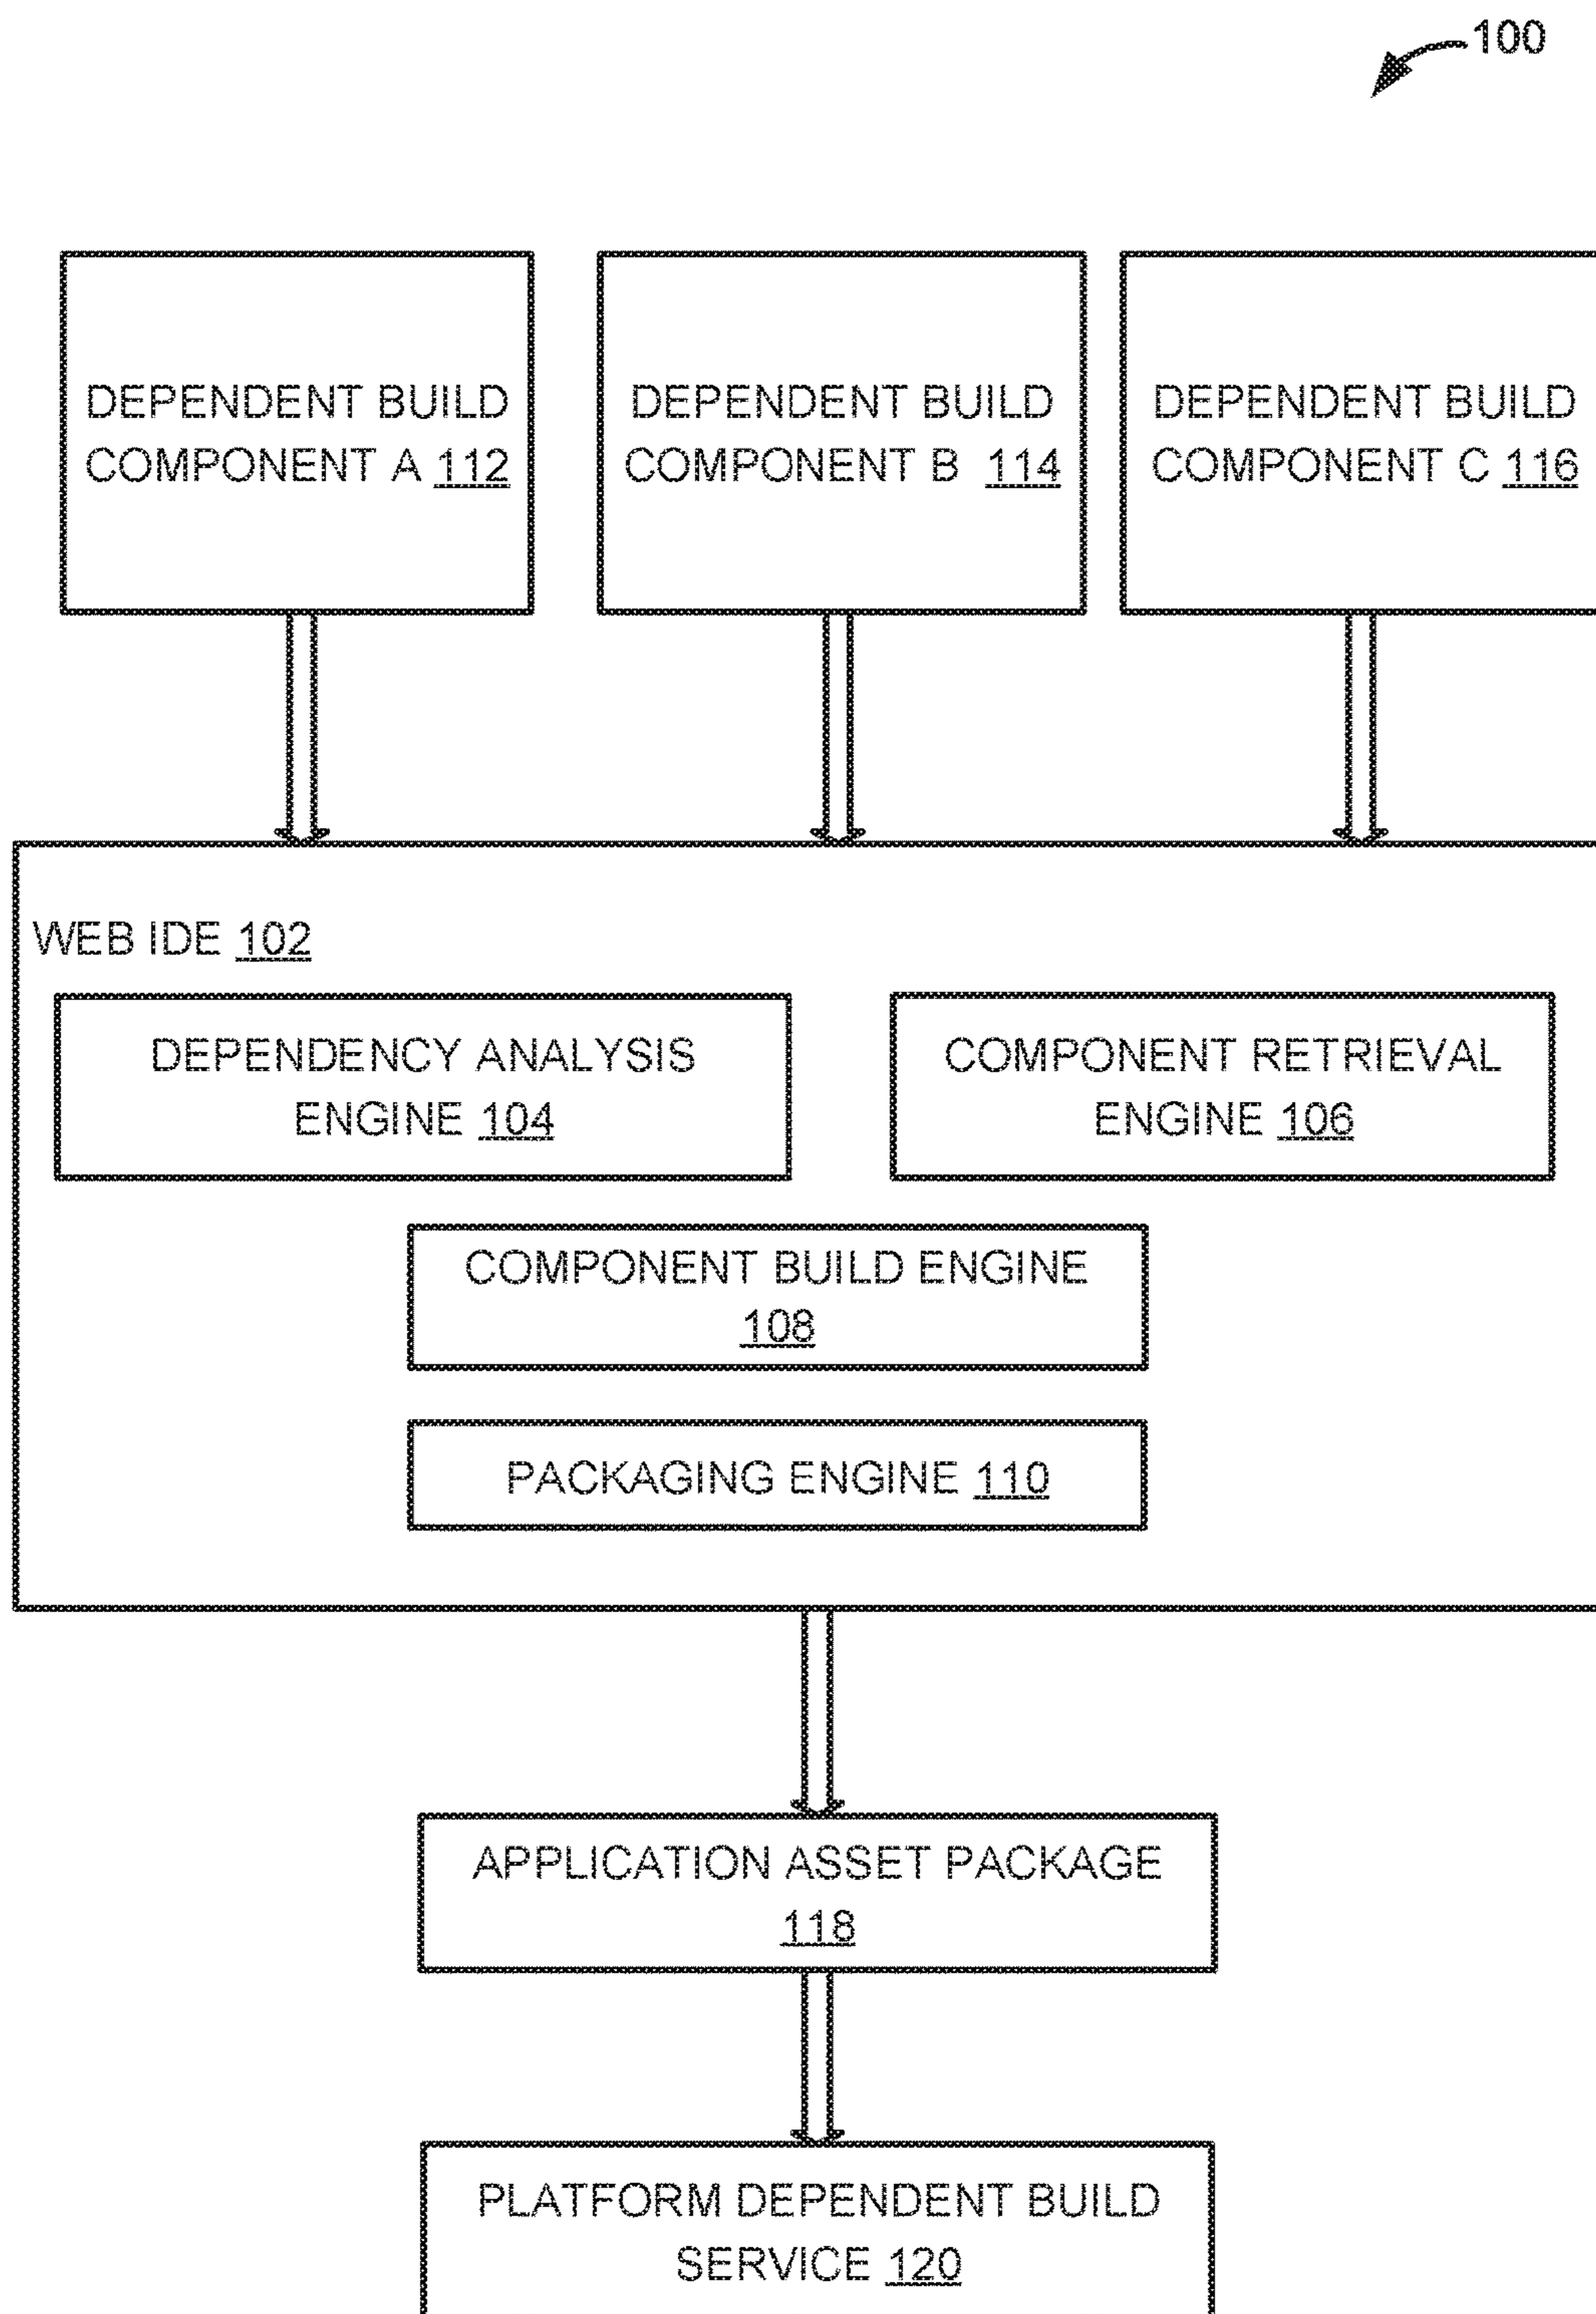 100
DEPENDENT BUILD
COMPONENT A 112
DEPENDENT BUILD
COMPONENT B 114
DEPENDENT BUILD
COMPONENT C 116
WEB IDE 102
DEPENDENCY ANALYSIS
ENGINE 104
COMPONENT RETRIEVAL
ENGINE 106
COMPONENT BUILD ENGINE
108
PACKAGING ENGINE 110
APPLICATION ASSET PACKAGE
118
PLATFORM DEPENDENT BUILD
SERVICE 120